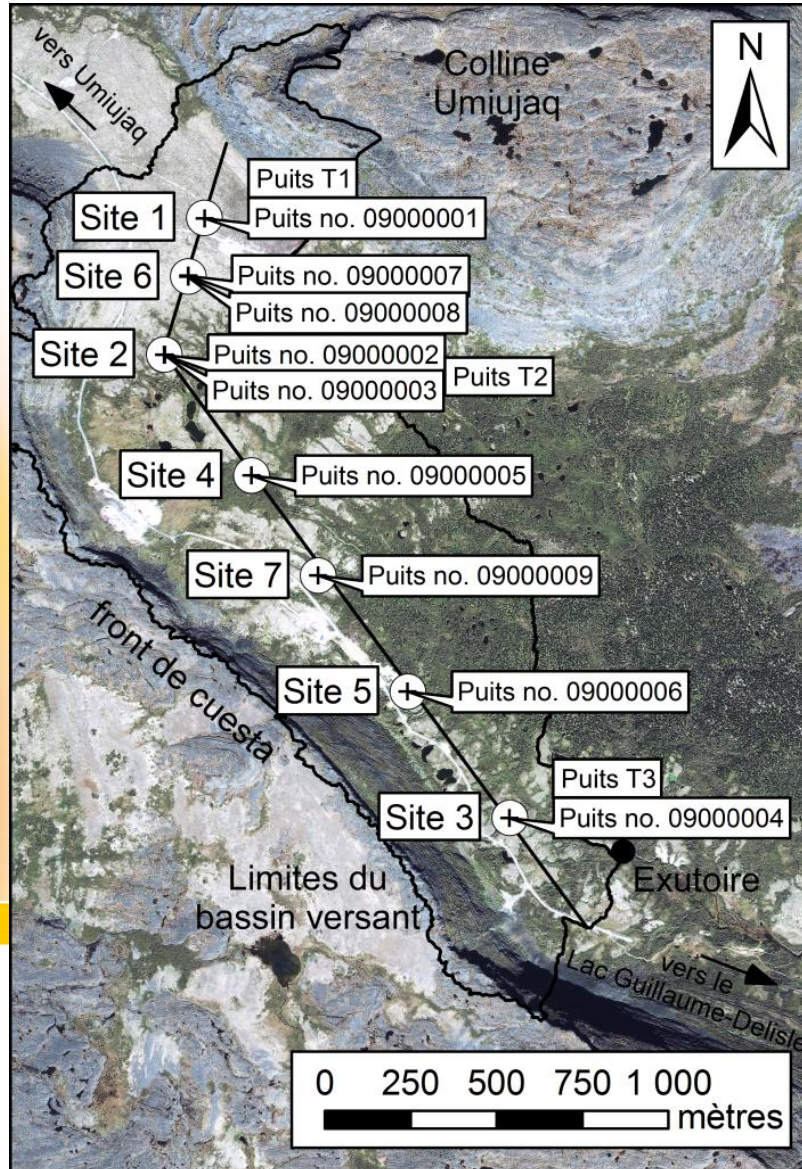 vers Umiujaq
Colline
Umiujaq
N
Puits T1
Site 1
Puits no. 09000001
Site 6
Puits no. 09000007
Puits no. 09000008
Site 2
Puits no. 09000002
Puits no. 09000003
Puits T2
Site 4
Puits no. 09000005
Site 7
Puits no. 09000009
front de cuesta
Site 5
Puits no. 09000006
Puits T3
Site 3
Puits no. 09000004
Exutoire
Limites du
bassin versant
vers le
Lac Guillaume-Delisle
0 250 500 750 1 000
mètres